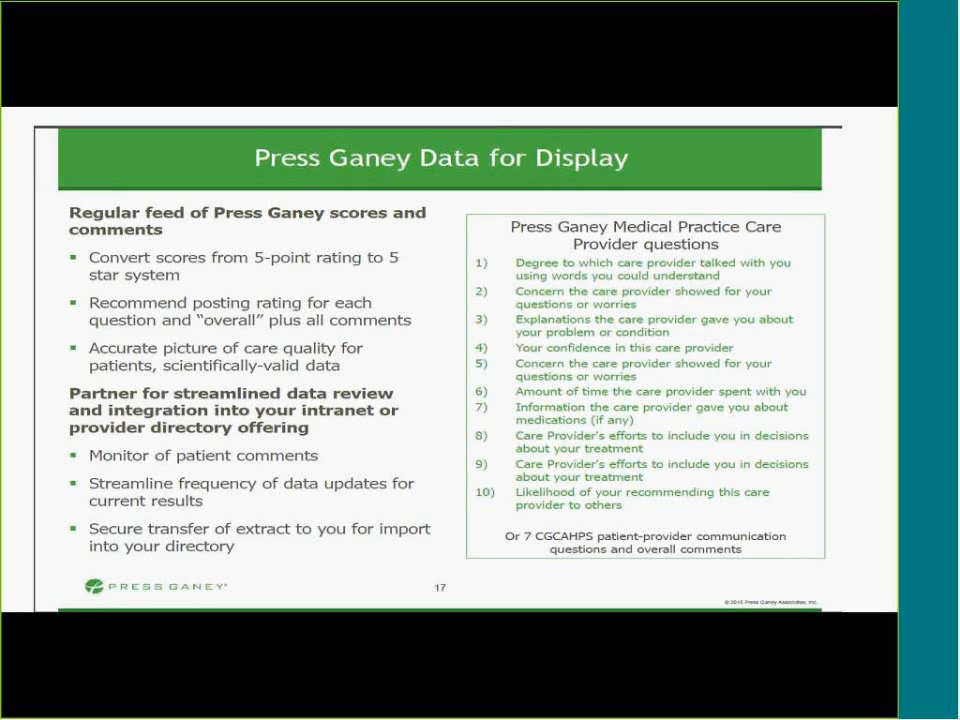 Press Ganey Data for Display
Regular feed of Press Ganey scores and
comments
▪ Convert scores from 5-point rating to 5
star system
▪ Recommend posting rating for each
question and “overall” plus all comments
▪ Accurate picture of care quality for
patients, scientifically-valid data
Partner for streamlined data review
and integration into your intranet or
provider directory offering
▪ Monitor of patient comments
▪ Streamline frequency of data updates for
current results
▪ Secure transfer of extract to you for import
into your directory
Press Ganey Medical Practice Care
Provider questions
1) Degree to which care provider talked with you
using words you could understand
2) Concern the care provider showed for your
questions or worries
3) Explanations the care provider gave you about
your problem or condition
4) Your confidence in this care provider
5) Concern the care provider showed for your
questions or worries
6) Amount of time the care provider spent with you
7) Information the care provider gave you about
medications (if any)
8) Care Provider's efforts to include you in decisions
about your treatment
9) Care Provider's efforts to include you in decisions
about your treatment
10) Likelihood of your recommending this care
provider to others
Or 7 CGCAHPS patient-provider communication
questions and overall comments
PRESS GANEY
17
Press Ganey Associates, Inc.